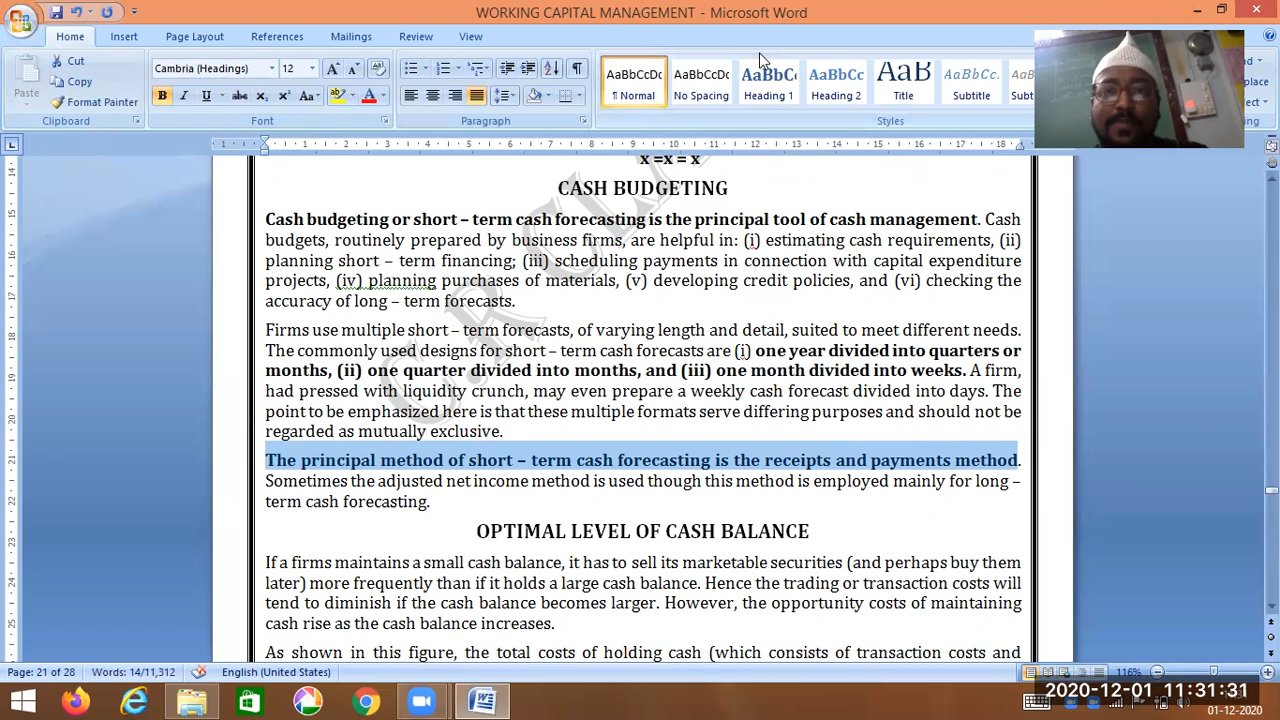 WORKING CAPITAL MANAGEMENT - Microsoft Word
Home Insert Page Layout References Mailings Review View
Cut
Copy
Format Painter
Paste
Clipboard
Cambria (Headings) 12
Font
Paragraph
AaBbCcDc AaBbCcDc AaBbC AaBbCc AaB AaBbCc.
¶ Normal No Spacing Heading 1 Heading 2 Title Subtitle
Styles
x =x = x
CASH BUDGETING
Cash budgeting or short – term cash forecasting is the principal tool of cash management. Cash
budgets, routinely prepared by business firms, are helpful in: (i) estimating cash requirements, (ii)
planning short – term financing; (iii) scheduling payments in connection with capital expenditure
projects, (iv) planning purchases of materials, (v) developing credit policies, and (vi) checking the
accuracy of long – term forecasts.
Firms use multiple short – term forecasts, of varying length and detail, suited to meet different needs.
The commonly used designs for short – term cash forecasts are (i) one year divided into quarters or
months, (ii) one quarter divided into months, and (iii) one month divided into weeks. A firm,
had pressed with liquidity crunch, may even prepare a weekly cash forecast divided into days. The
point to be emphasized here is that these multiple formats serve differing purposes and should not be
regarded as mutually exclusive.
The principal method of short – term cash forecasting is the receipts and payments method.
Sometimes the adjusted net income method is used though this method is employed mainly for long –
term cash forecasting.
OPTIMAL LEVEL OF CASH BALANCE
If a firms maintains a small cash balance, it has to sell its marketable securities (and perhaps buy them
later) more frequently than if it holds a large cash balance. Hence the trading or transaction costs will
tend to diminish if the cash balance becomes larger. However, the opportunity costs of maintaining
cash rise as the cash balance increases.
As shown in this figure, the total costs of holding cash (which consists of transaction costs and
Page: 21 of 28 Words: 14/11,312 English (United States) 116%
2020-12-01 11:31:31
01-12-2020